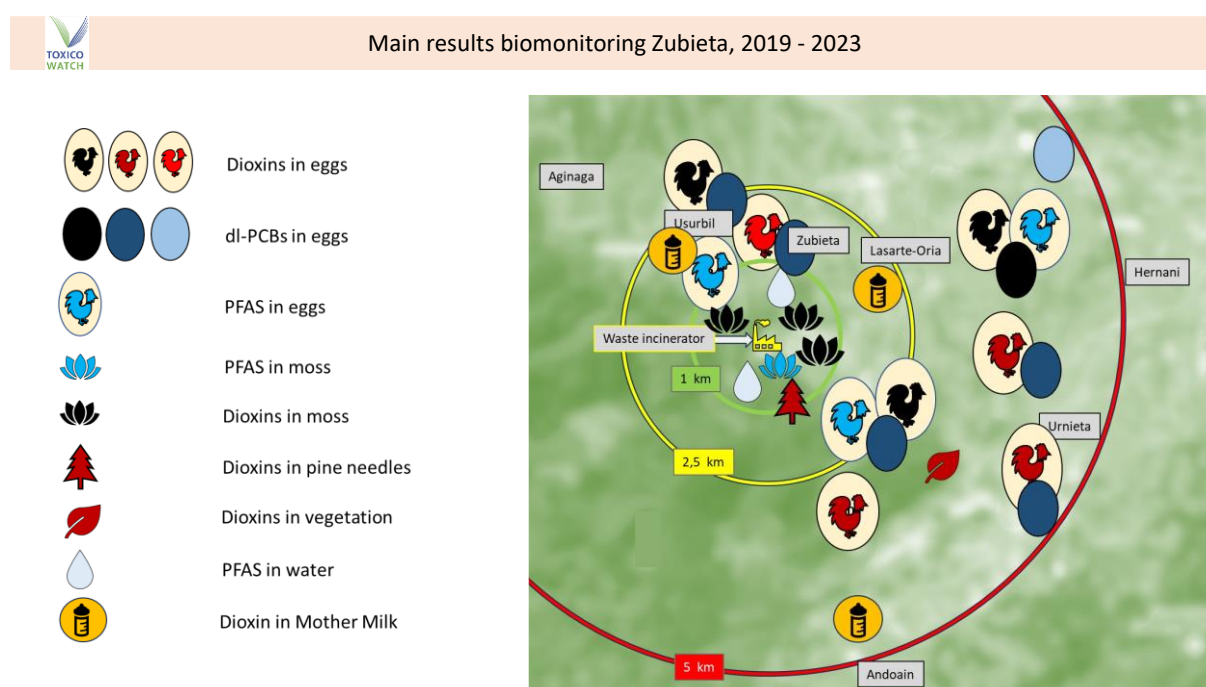 TOXICO
WATCH
Main results biomonitoring Zubieta, 2019 - 2023
Dioxins in eggs
dl-PCBs in eggs
PFAS in eggs
PFAS in moss
Dioxins in moss
Dioxins in pine needles
Dioxins in vegetation
PFAS in water
Dioxin in Mother Milk
Aginaga
Usurbil
Zubieta
Lasarte-Oria
Hernani
Waste incinerator
1 km
Urnieta
2,5 km
5 km
Andoain